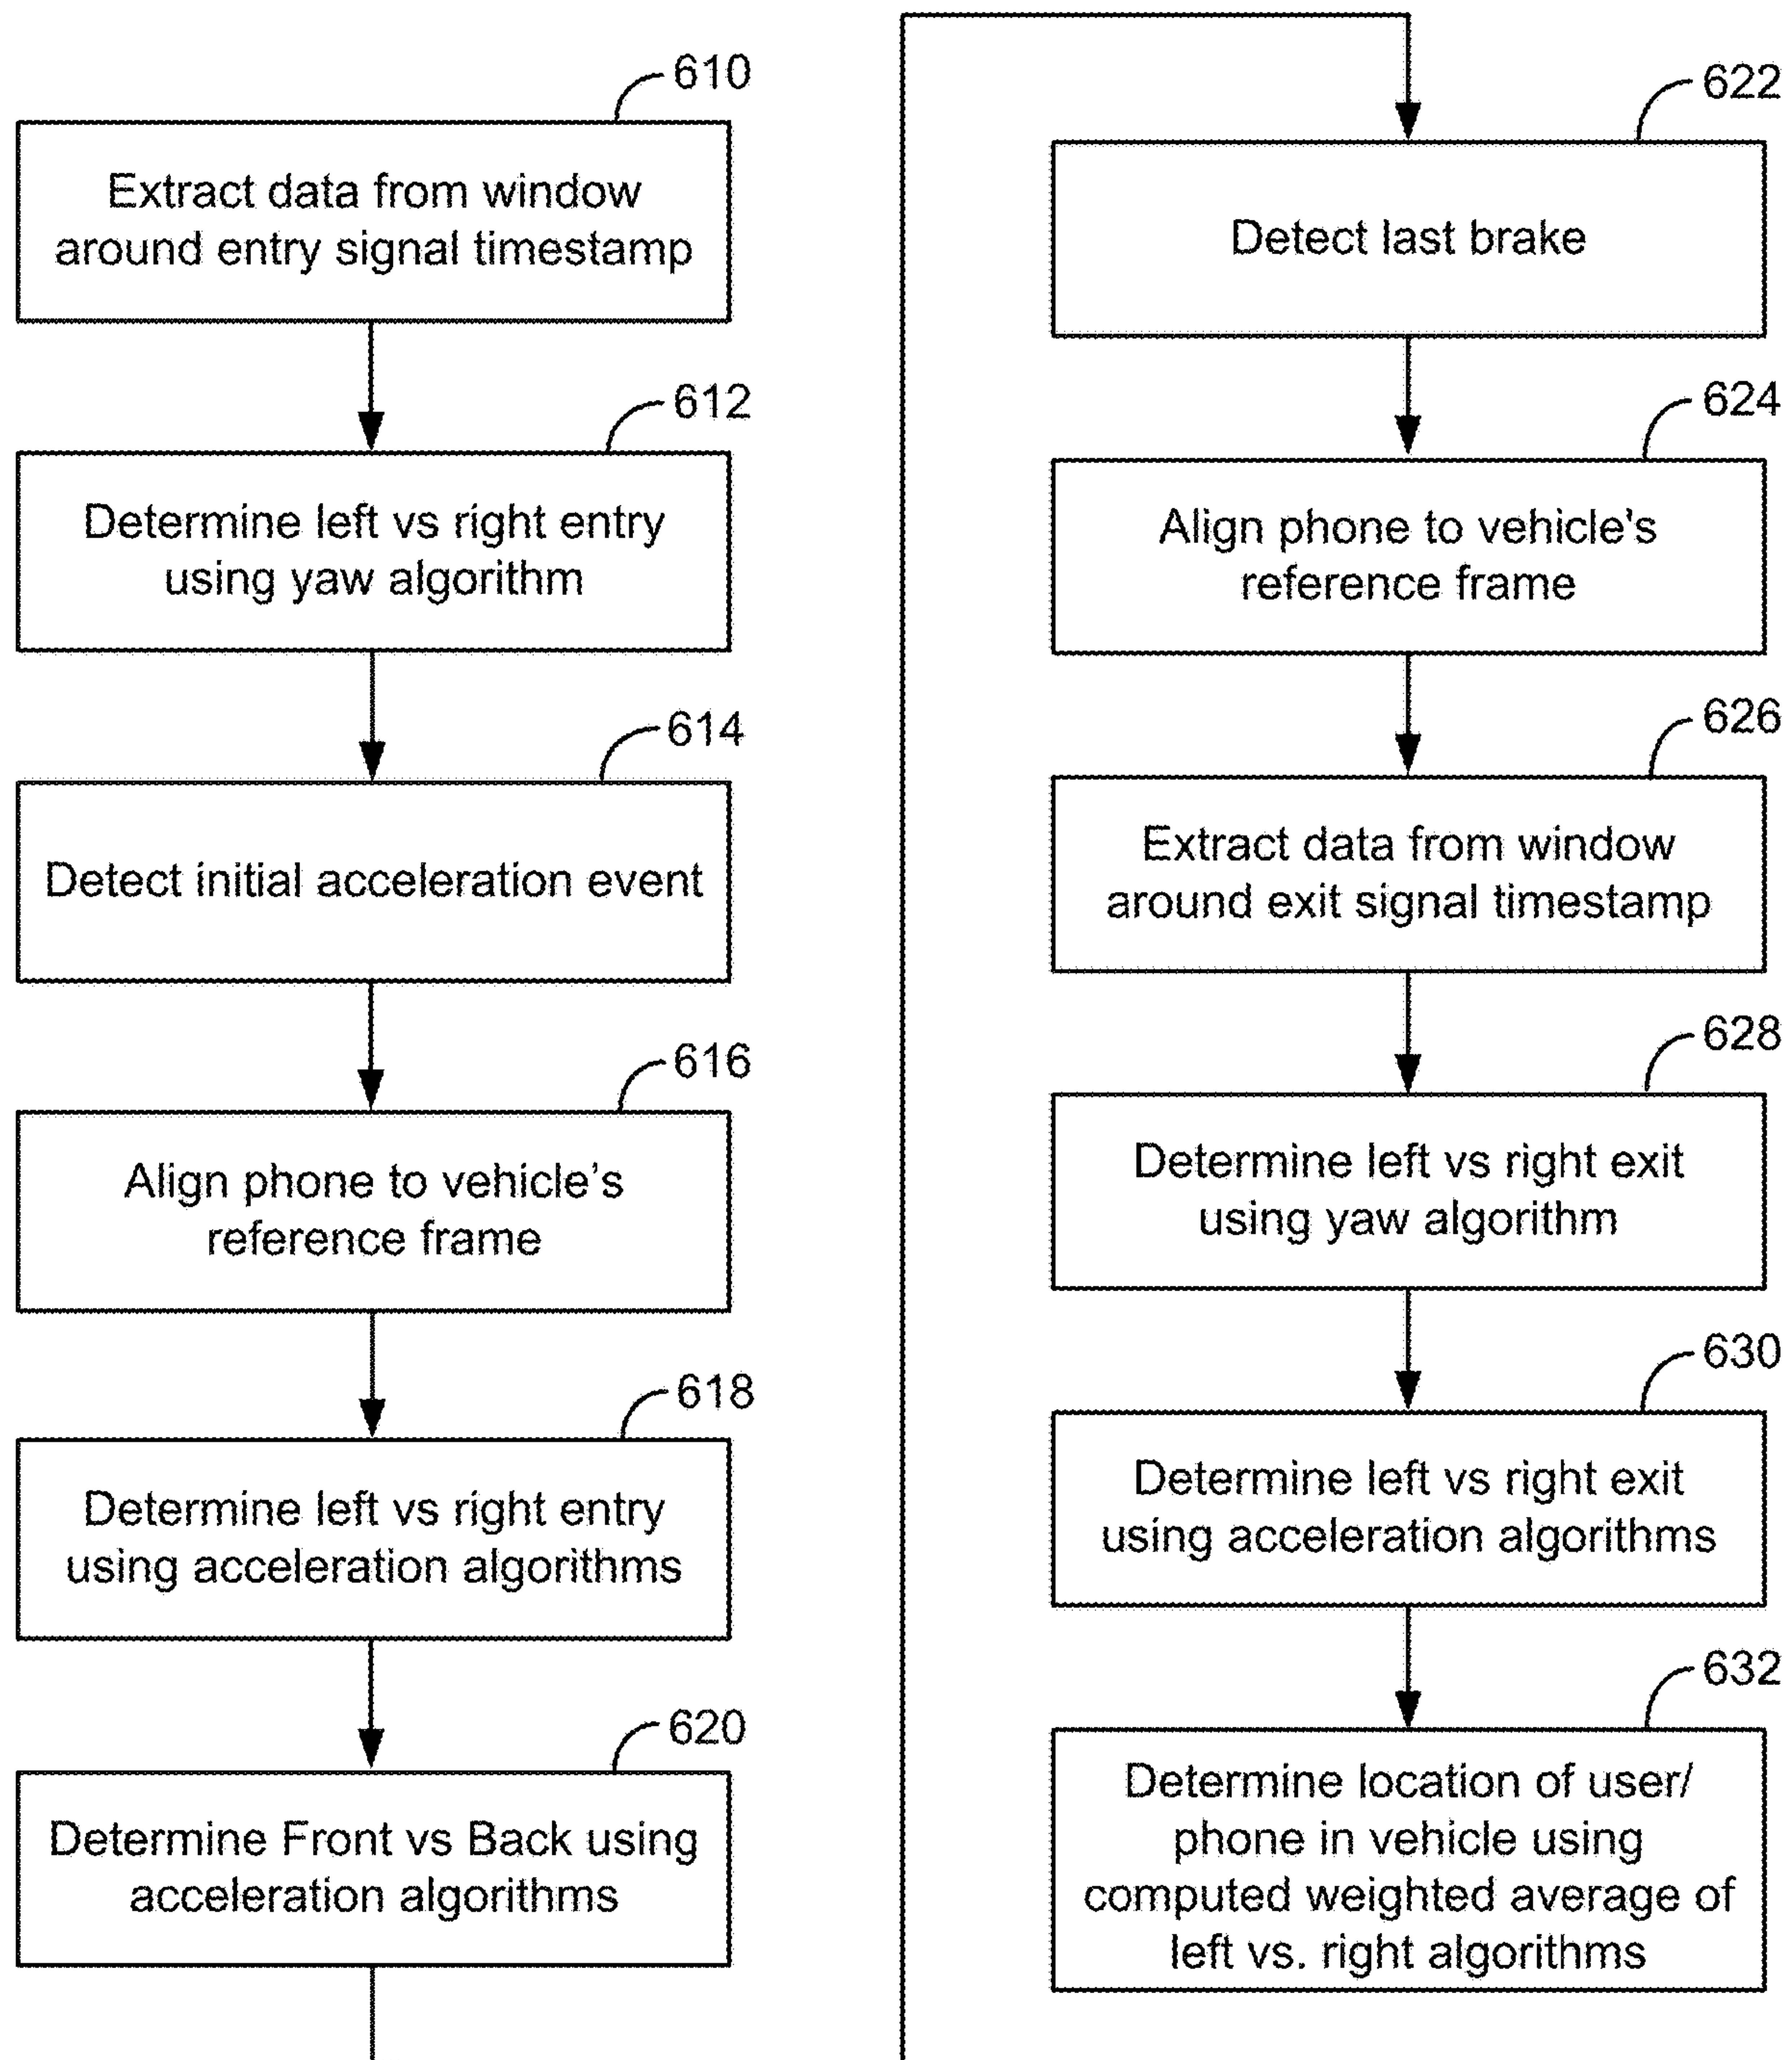 610
Extract data from window
around entry signal timestamp
612
Determine left vs right entry
using yaw algorithm
614
Detect initial acceleration event
616
Align phone to vehicle’s
reference frame
618
Determine left vs right entry
using acceleration algorithms
620
Determine Front vs Back using
acceleration algorithms
622
Detect last brake
624
Align phone to vehicle's
reference frame
626
Extract data from window
around exit signal timestamp
628
Determine left vs right exit
using yaw algorithm
630
Determine left vs right exit
using acceleration algorithms
632
Determine location of user/
phone in vehicle using
computed weighted average of
left vs. right algorithms